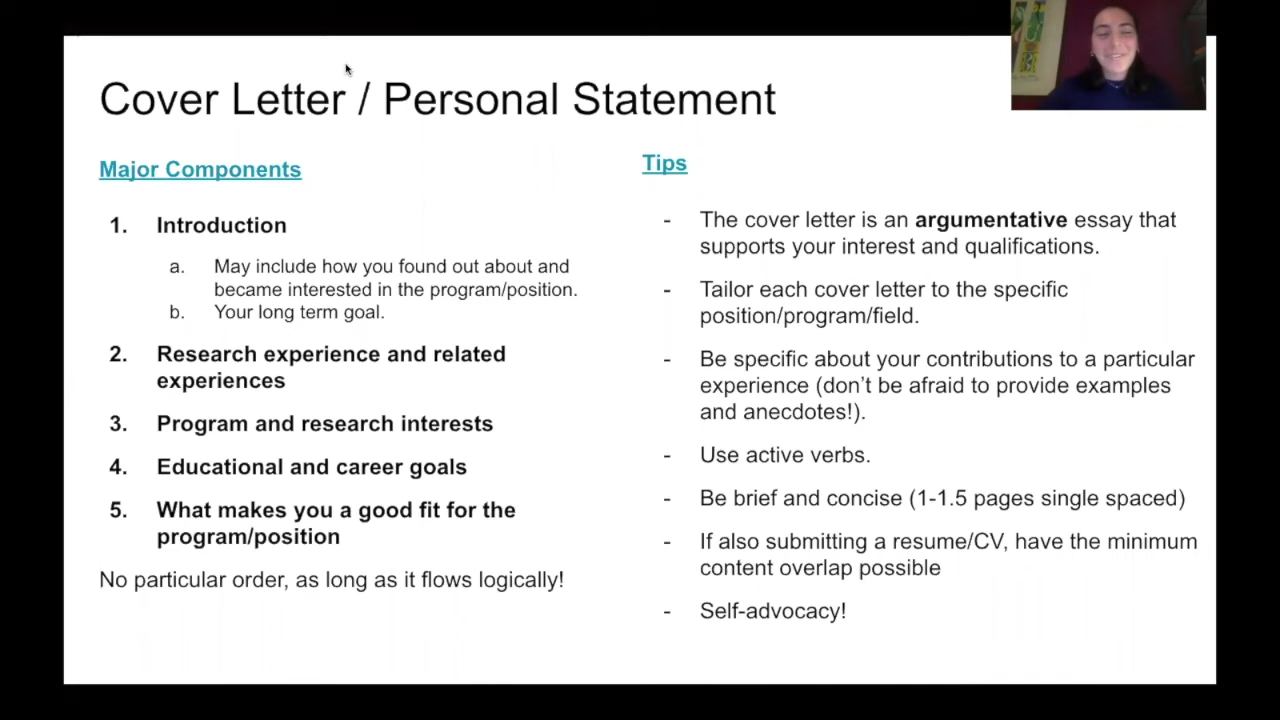 Cover Letter / Personal Statement
Major Components
1. Introduction
a. May include how you found out about and
became interested in the program/position.
b. Your long term goal.
2. Research experience and related
experiences
3. Program and research interests
4. Educational and career goals
5. What makes you a good fit for the
program/position
No particular order, as long as it flows logically!
Tips
- The cover letter is an argumentative essay that
supports your interest and qualifications.
- Tailor each cover letter to the specific
position/program/field.
- Be specific about your contributions to a particular
experience (don’t be afraid to provide examples
and anecdotes!).
- Use active verbs.
- Be brief and concise (1-1.5 pages single spaced)
- If also submitting a resume/CV, have the minimum
content overlap possible
- Self-advocacy!